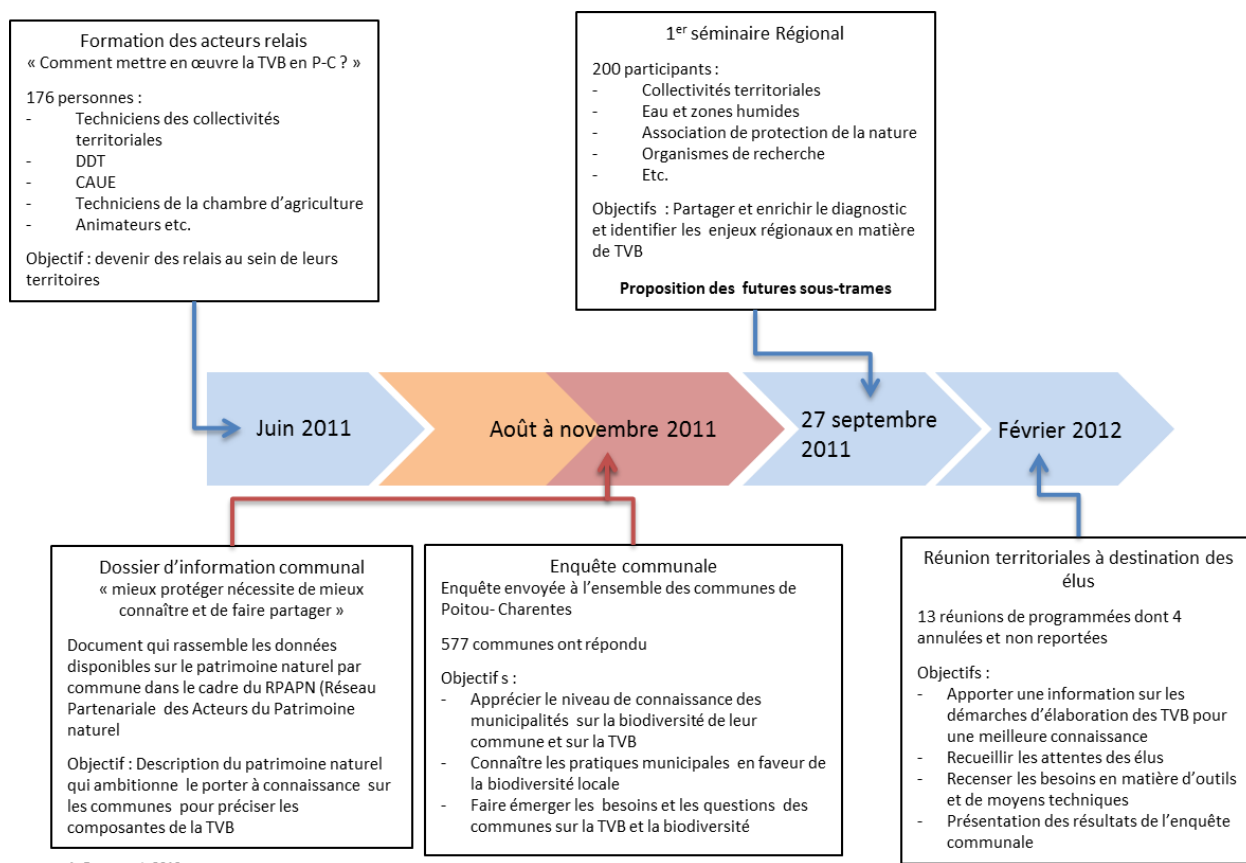 Formation des acteurs relais
« Comment mettre en œuvre la TVB en P-C ? »
176 personnes :
- Techniciens des collectivités
territoriales
- DDT
- CAUE
- Techniciens de la chambre d'agriculture
- Animateurs etc.
Objectif : devenir des relais au sein de leurs
territoires
1er séminaire Régional
200 participants :
- Collectivités territoriales
- Eau et zones humides
- Association de protection de la nature
- Organismes de recherche
- Etc.
Objectifs : Partager et enrichir le diagnostic
et identifier les enjeux régionaux en matière
de TVB
Proposition des futures sous-trames
Juin 2011
Août à novembre 2011
27 septembre
2011
Février 2012
Dossier d'information communal
« mieux protéger nécessite de mieux
connaître et de faire partager »
Document qui rassemble les données
disponibles sur le patrimoine naturel par
commune dans le cadre du RPAPN (Réseau
Partenariale des Acteurs du Patrimoine
naturel
Objectif : Description du patrimoine naturel
qui ambitionne le porter à connaissance sur
les communes pour préciser les
composantes de la TVB
Enquête communale
Enquête envoyée à l'ensemble des communes de
Poitou- Charentes
577 communes ont répondu
Objectif s :
- Apprécier le niveau de connaissance des
municipalités sur la biodiversité de leur
commune et sur la TVB
- Connaître les pratiques municipales en faveur de
la biodiversité locale
- Faire émerger les besoins et les questions des
communes sur la TVB et la biodiversité
Réunion territoriales à destination des
élus
13 réunions de programmées dont 4
annulées et non reportées
Objectifs :
- Apporter une information sur les
démarches d'élaboration des TVB pour
une meilleure connaissance
- Recueillir les attentes des élus
- Recenser les besoins en matière d'outils
et de moyens techniques
- Présentation des résultats de l'enquête
communale